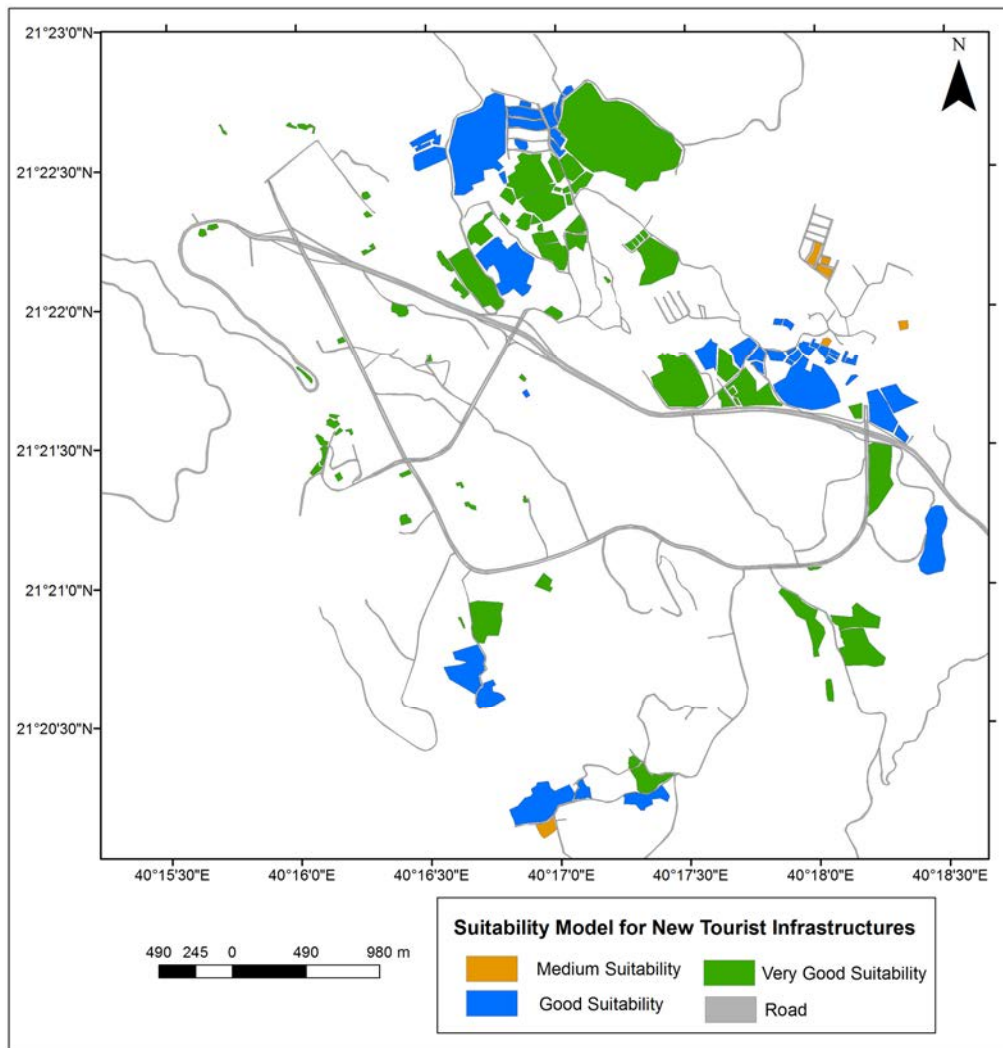 N
21°23'0"N
21°22'30"N
21°22'0"N
21°21'30"N
21°21'0"N
21°20'30"N
40°15'30"E 40°16'0"E 40°16'30"E 40°17'0"E 40°17'30"E 40°18'0"E 40°18'30"E
490 245 0 490 980 m
Suitability Model for New Tourist Infrastructures
Medium Suitability Very Good Suitability
Good Suitability Road